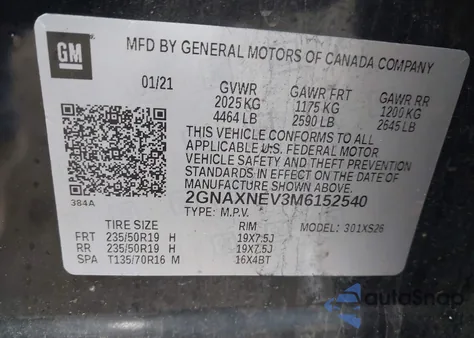 GM
MFD BY GENERAL MOTORS OF CANADA COMPANY
01/21 GVWR GAWR FRT GAWR RR
2025 KG 1175 KG 1200 KG
4464 LB 2590 LB 2645 LB
THIS VEHICLE CONFORMS TO ALL
APPLICABLE U.S. FEDERAL MOTOR
VEHICLE SAFETY AND THEFT PREVENTION
STANDARDS IN EFFECT ON THE DATE OF
MANUFACTURE SHOWN ABOVE.
384A 2GNAXNEV3M6152540
TYPE: M.P.V. MODEL: 301XS26
TIRE SIZE RIM
FRT 235/50R19 H 19X7.5J
RR 235/50R19 H 19X7.5J
SPA T135/70R16 M 16X4BT
autoSnap